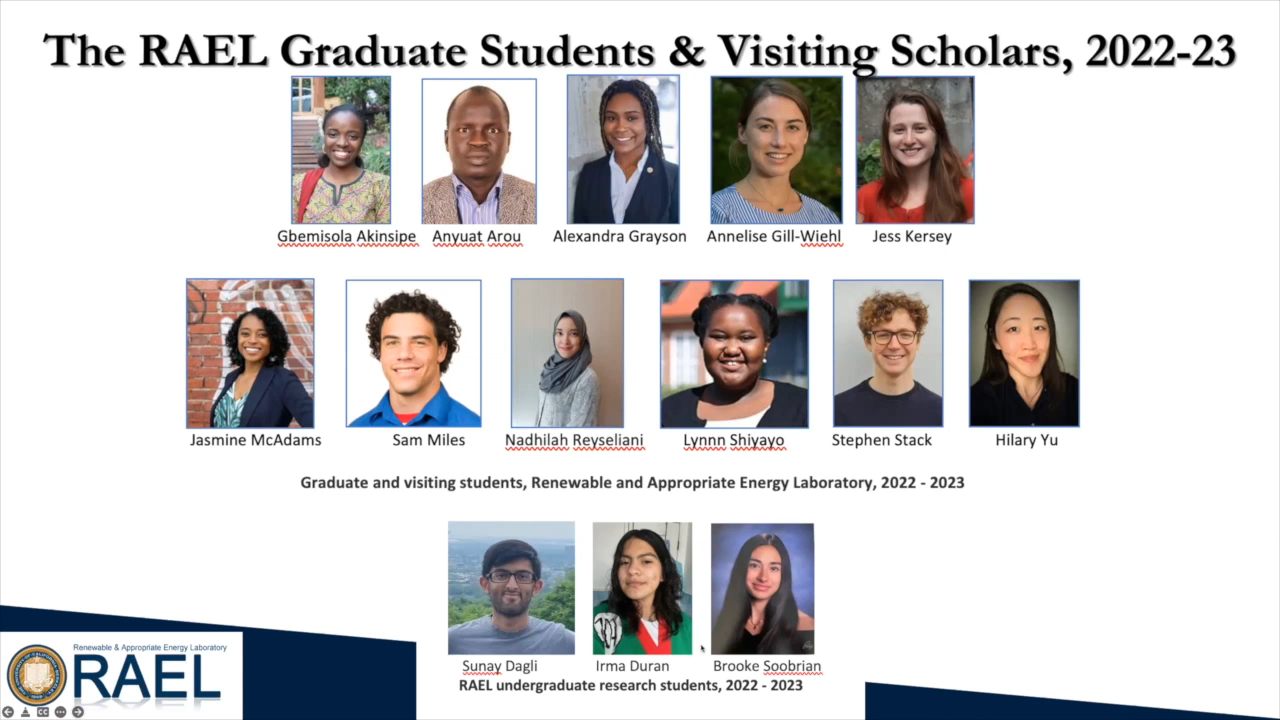 The RAEL Graduate Students & Visiting Scholars, 2022-23
Gbemisola Akinsipe Anyuat Arou Alexandra Grayson Annelise Gill-Wiehl Jess Kersey
Jasmine McAdams Sam Miles Nadhilah Reyseliani Lynnn Shiyayo Stephen Stack Hilary Yu
Graduate and visiting students, Renewable and Appropriate Energy Laboratory, 2022 - 2023
Sunay Dagli Irma Duran Brooke Soobrian
RAEL undergraduate research students, 2022 - 2023
Renewable & Appropriate Energy Laboratory
RAEL